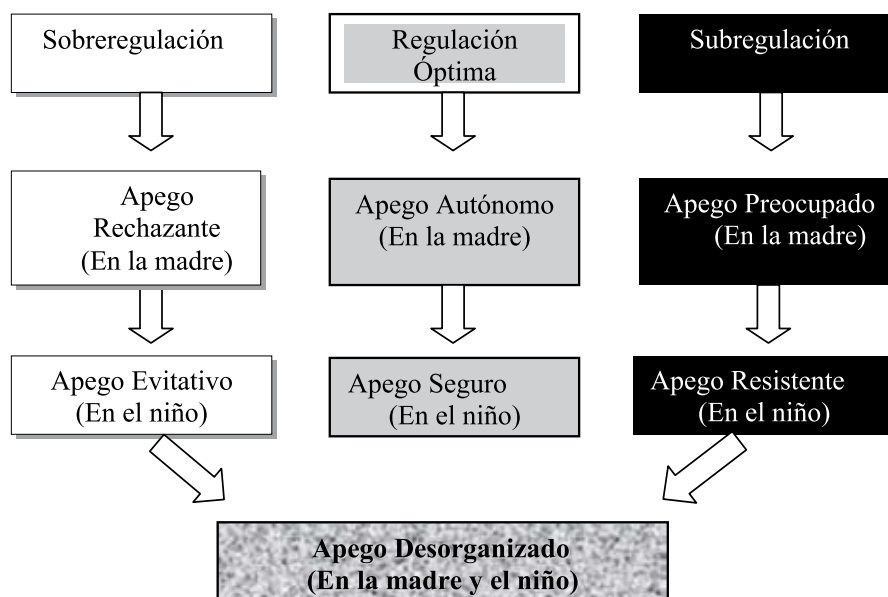 Sobreregulación
Regulación
Óptima
Subregulación
Apego
Rechazante
(En la madre)
Apego Autónomo
(En la madre)
Apego Preocupado
(En la madre)
Apego Evitativo
(En el niño)
Apego Seguro
(En el niño)
Apego Resistente
(En el niño)
Apego Desorganizado
(En la madre y el niño)